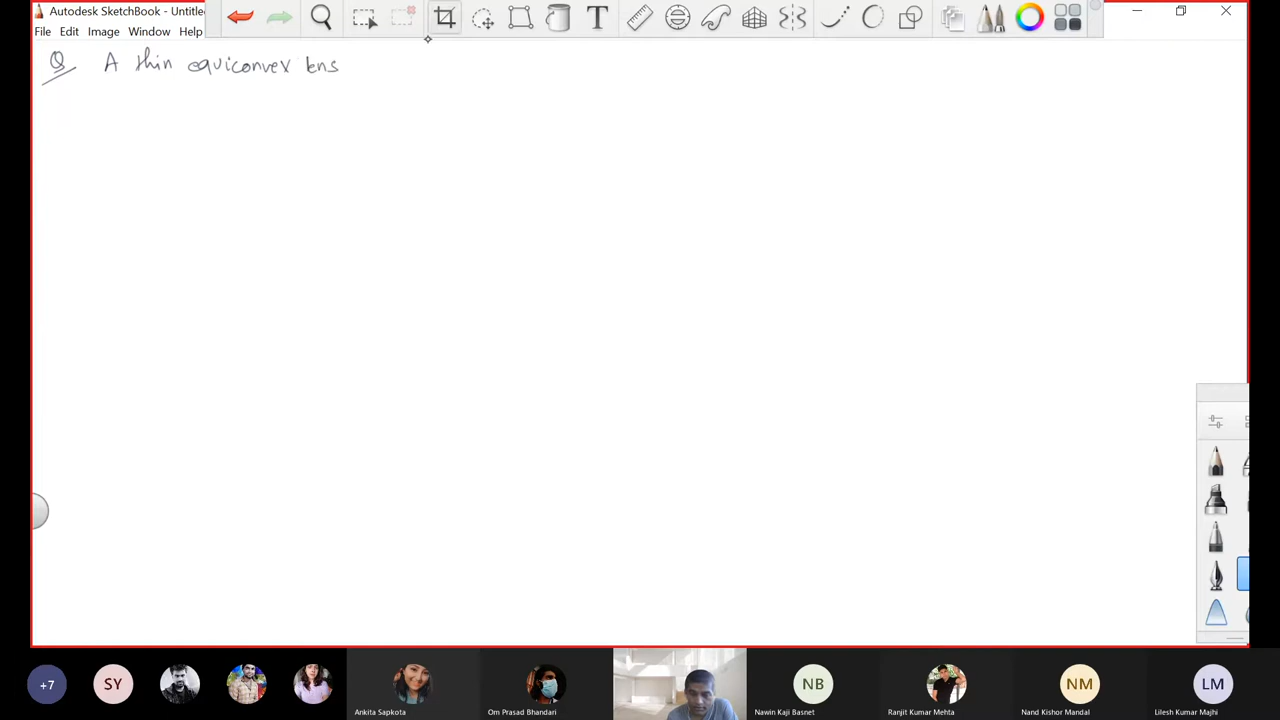 Autodesk SketchBook - Untitle
File Edit Image Window Help
Q A thin equiconvex lens
+7 SY NB NM LM
Ankita Sapkota Om Prasad Bhandari Nawin Kaji Basnet Ranjit Kumar Mehta Nand Kishor Mandal Lilesh Kumar Majhi